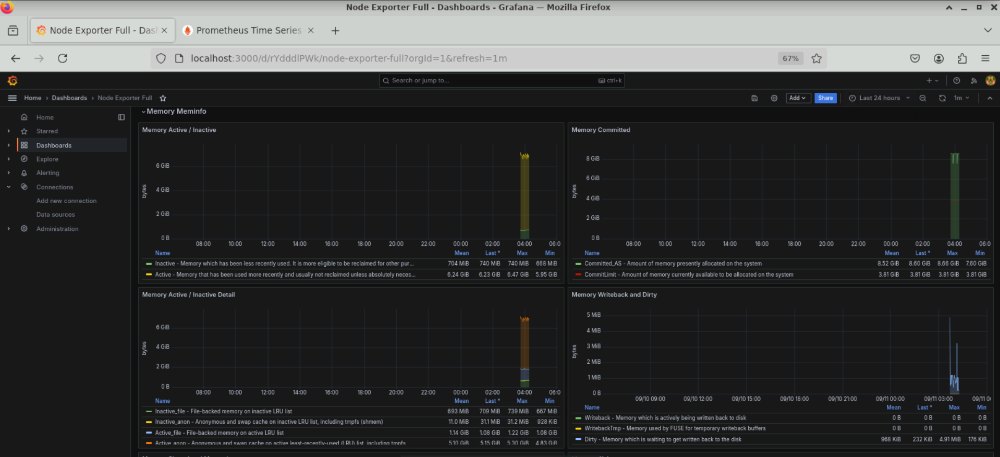 Node Exporter Full - Dashboards - Grafana — Mozilla Firefox
Node Exporter Full - Dash
Prometheus Time Series
localhost:3000/d/rYdddlPWk/node-exporter-full?orgId=1&refresh=1m
67%
Search or jump to...
ctrl+k
Home › Dashboards › Node Exporter Full
Add
Share
Last 24 hours
1m
Home
Starred
Dashboards
Explore
Alerting
Connections
Add new connection
Data sources
Administration
Memory Meminfo
Memory Active / Inactive
bytes
6 GiB
4 GiB
2 GiB
0 B
08:00 10:00 12:00 14:00 16:00 18:00 20:00 22:00 00:00 02:00 04:00 06:0
Name Mean Last * Max Min
Inactive - Memory which has been less recently used. It is more eligible to be reclaimed for other pur... 704 MiB 740 MiB 740 MiB 668 MiB
Active - Memory that has been used more recently and usually not reclaimed unless absolutely neces... 6.24 GiB 6.23 GiB 6.47 GiB 5.95 GiB
Memory Committed
bytes
8 GiB
6 GiB
4 GiB
2 GiB
0 B
08:00 10:00 12:00 14:00 16:00 18:00 20:00 22:00 00:00 02:00 04:00 06:0
Name Mean Last * Max Min
Committed_AS - Amount of memory presently allocated on the system 8.52 GiB 8.60 GiB 8.66 GiB 7.60 GiB
CommitLimit - Amount of memory currently available to be allocated on the system 3.81 GiB 3.81 GiB 3.81 GiB 3.81 GiB
Memory Active / Inactive Detail
bytes
6 GiB
4 GiB
2 GiB
0 B
08:00 10:00 12:00 14:00 16:00 18:00 20:00 22:00 00:00 02:00 04:00 06:0
Name Mean Last * Max Min
Inactive_file - File-backed memory on inactive LRU list 693 MiB 709 MiB 739 MiB 667 MiB
Inactive_anon - Anonymous and swap cache on inactive LRU list, including tmpfs (shmem) 11.0 MiB 31.1 MiB 31.2 MiB 928 KiB
Active_file - File-backed memory on active LRU list 1.14 GiB 1.08 GiB 1.22 GiB 1.08 GiB
Active_anon - Anonymous and swap cache on active least-recently-used (LRU) list, including tmpfs 5.10 GiB 5.15 GiB 5.30 GiB 4.83 GiB
Memory Writeback and Dirty
bytes
5 MiB
4 MiB
3 MiB
2 MiB
1 MiB
0 B
09/10 09:00 09/10 12:00 09/10 15:00 09/10 18:00 09/10 21:00 09/11 00:00 09/11 03:00 09/11 0
Name Mean Last * Max Min
Writeback - Memory which is actively being written back to disk 0 B 0 B 0 B 0 B
WritebackTmp - Memory used by FUSE for temporary writeback buffers 0 B 0 B 0 B 0 B
Dirty - Memory which is waiting to get written back to the disk 968 KiB 232 KiB 4.91 MiB 176 KiB